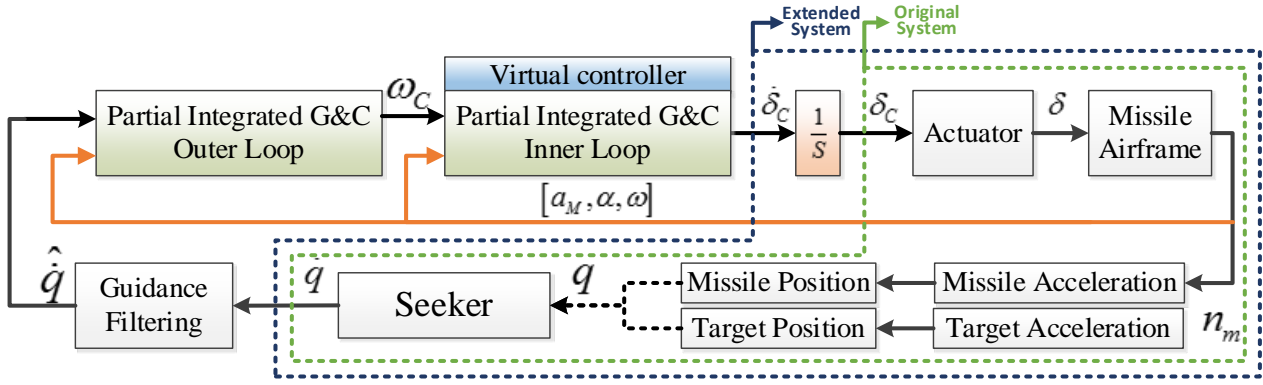 Extended
System
Original
System
Virtual controller
Partial Integrated G&C
Outer Loop
ω_C
Partial Integrated G&C
Inner Loop
δ̇_C
1/S
δ_C
Actuator
δ
Missile
Airframe
[a_M, α, ω]
q̇̂
Guidance
Filtering
q̇
Seeker
q
Missile Position
Missile Acceleration
Target Position
Target Acceleration
n_m